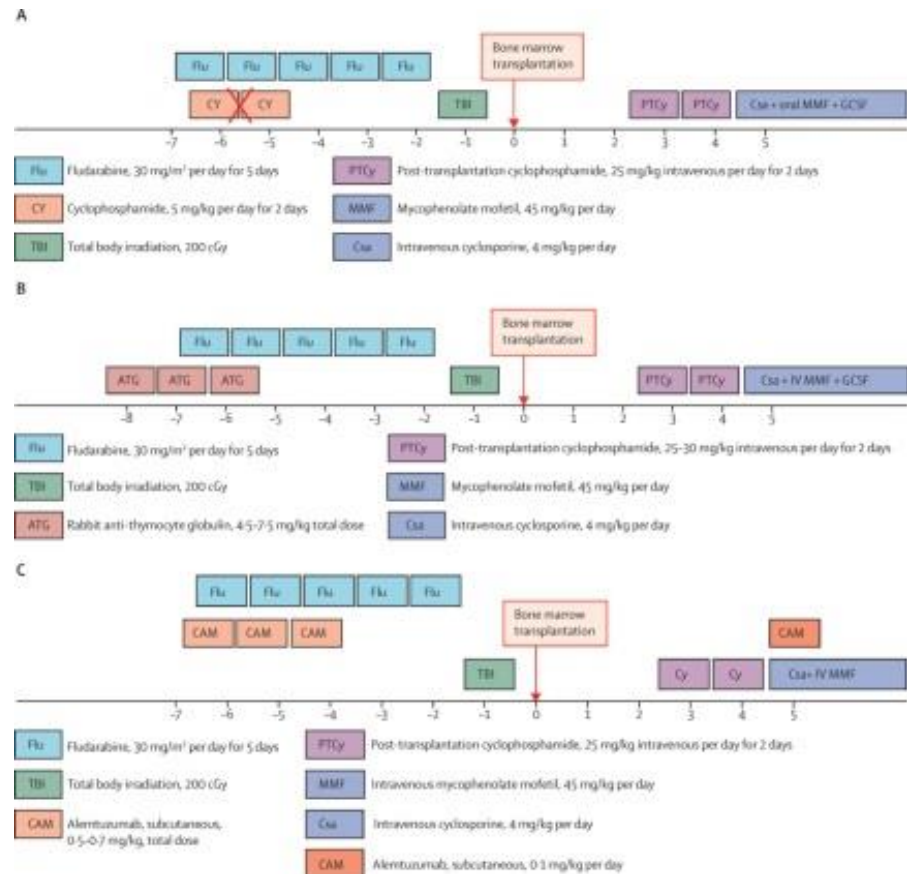 A
Flu Flu Flu Flu Flu
Bone marrow
transplantation
CY CY TBI PTCy PTCy Csa + oral MMF + GCSF
-7 -6 -5 -4 -3 -2 -1 0 1 2 3 4 5
Flu Fludarabine, 30 mg/m² per day for 5 days
PTCy Post-transplantation cyclophosphamide, 25 mg/kg intravenous per day for 2 days
CY Cyclophosphamide, 5 mg/kg per day for 2 days
MMF Mycophenolate mofetil, 45 mg/kg per day
TBI Total body irradiation, 200 cGy
Csa Intravenous cyclosporine, 4 mg/kg per day
B
Flu Flu Flu Flu Flu
Bone marrow
transplantation
ATG ATG ATG TBI PTCy PTCy Csa + IV MMF + GCSF
-8 -7 -6 -5 -4 -3 -2 -1 0 1 2 3 4 5
Flu Fludarabine, 30 mg/m² per day for 5 days
PTCy Post-transplantation cyclophosphamide, 25–30 mg/kg intravenous per day for 2 days
TBI Total body irradiation, 200 cGy
MMF Mycophenolate mofetil, 45 mg/kg per day
ATG Rabbit anti-thymocyte globulin, 4·5–7·5 mg/kg total dose
Csa Intravenous cyclosporine, 4 mg/kg per day
C
Flu Flu Flu Flu Flu
Bone marrow
transplantation
CAM CAM CAM CAM
TBI Cy Cy Csa+ IV MMF
-7 -6 -5 -4 -3 -2 -1 0 1 2 3 4 5
Flu Fludarabine, 30 mg/m² per day for 5 days
PTCy Post-transplantation cyclophosphamide, 25 mg/kg intravenous per day for 2 days
TBI Total body irradiation, 200 cGy
MMF Intravenous mycophenolate mofetil, 45 mg/kg per day
CAM Alemtuzumab, subcutaneous,
0·5–0·7 mg/kg, total dose
Csa Intravenous cyclosporine, 4 mg/kg per day
CAM Alemtuzumab, subcutaneous, 0·1 mg/kg per day